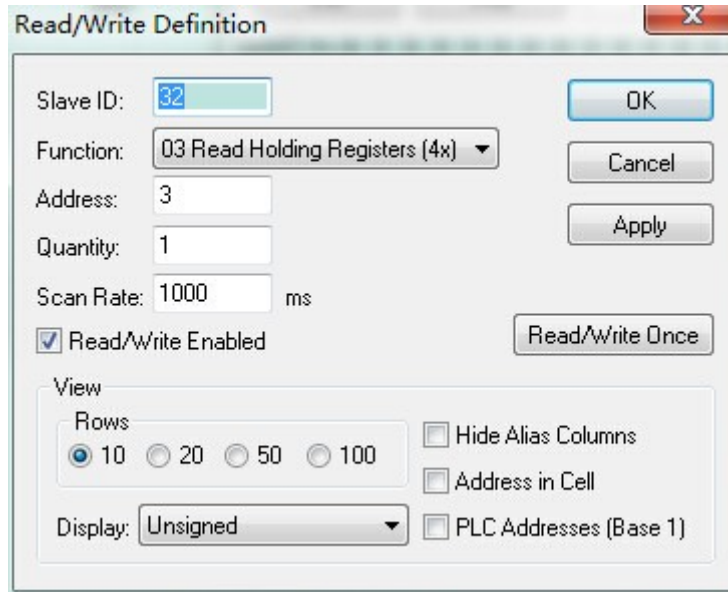 Read/Write Definition
Slave ID: 32
OK
Function: 03 Read Holding Registers (4x)
Cancel
Address: 3
Apply
Quantity: 1
Scan Rate: 1000 ms
Read/Write Enabled
Read/Write Once
View
Rows
10 20 50 100
Hide Alias Columns
Address in Cell
Display: Unsigned
PLC Addresses (Base 1)